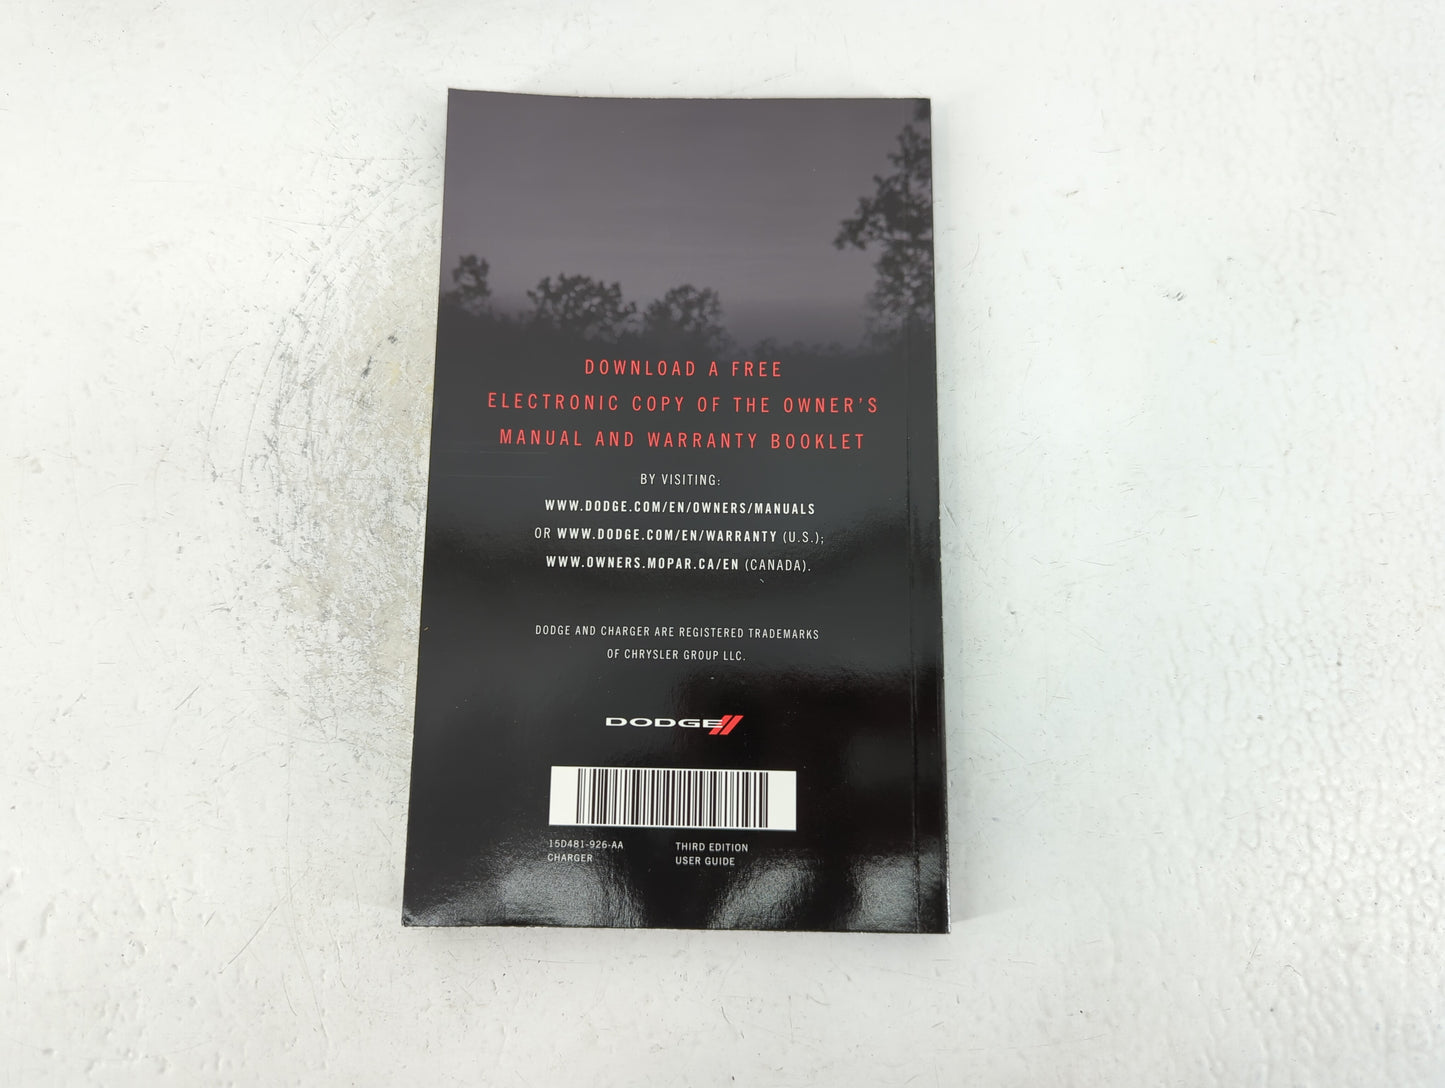 DOWNLOAD A FREE
ELECTRONIC COPY OF THE OWNER'S
MANUAL AND WARRANTY BOOKLET
BY VISITING:
WWW.DODGE.COM/EN/OWNERS/MANUALS
OR WWW.DODGE.COM/EN/WARRANTY (U.S.);
WWW.OWNERS.MOPAR.CA/EN (CANADA).
DODGE AND CHARGER ARE REGISTERED TRADEMARKS
OF CHRYSLER GROUP LLC.
DODGE
15D481-926-AA
CHARGER
THIRD EDITION
USER GUIDE